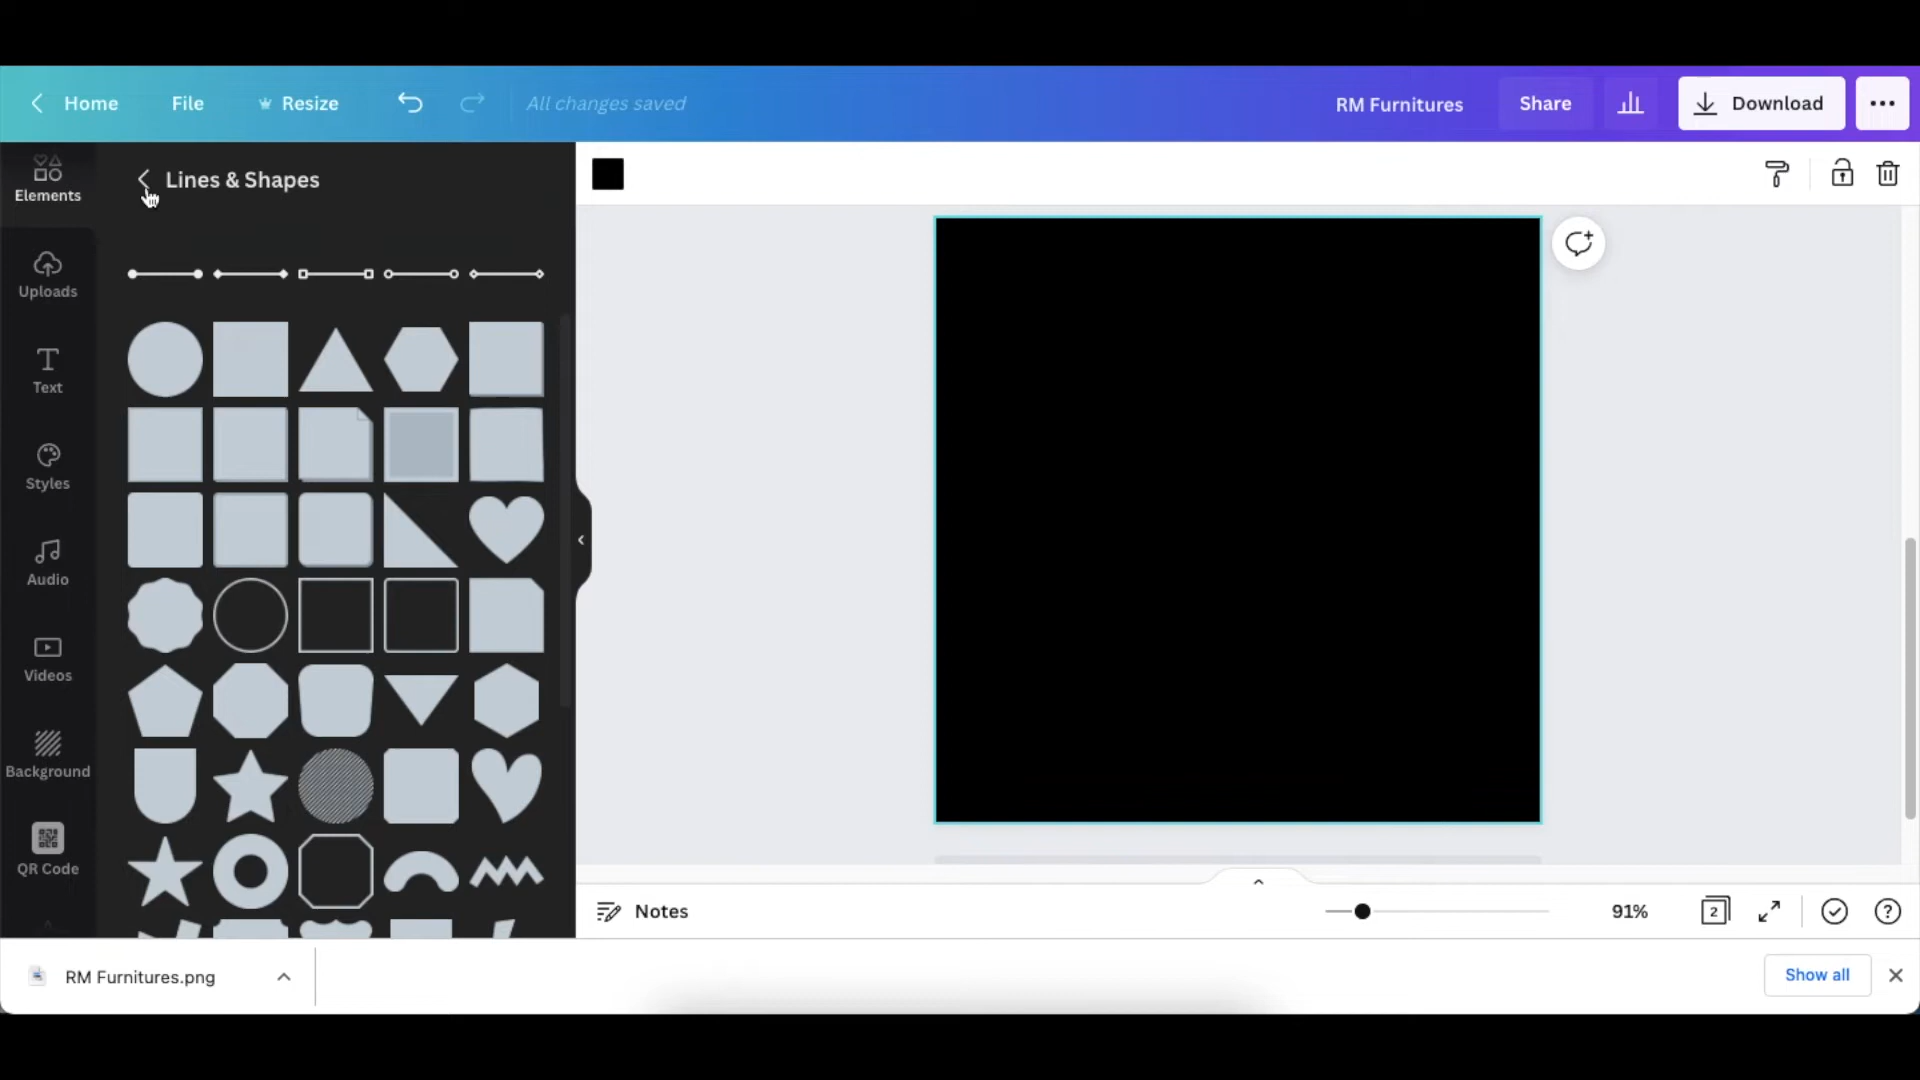 Home
File
Resize
All changes saved
RM Furnitures
Share
Download
Elements
Lines & Shapes
Uploads
Text
Styles
Audio
Videos
Background
QR Code
Notes
91%
2
RM Furnitures.png
Show all